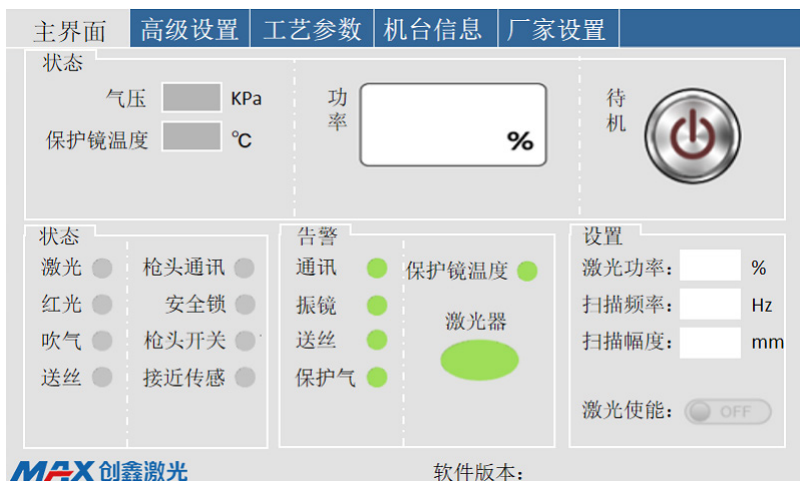 主界面 高级设置 工艺参数 机台信息 厂家设置
状态
气压 KPa
保护镜温度 ℃
功率
%
待机
状态
激光 枪头通讯
红光 安全锁
吹气 枪头开关
送丝 接近传感
告警
通讯 保护镜温度
振镜
送丝
保护气
激光器
设置
激光功率: %
扫描频率: Hz
扫描幅度: mm
激光使能: OFF
MAX 创鑫激光 软件版本: